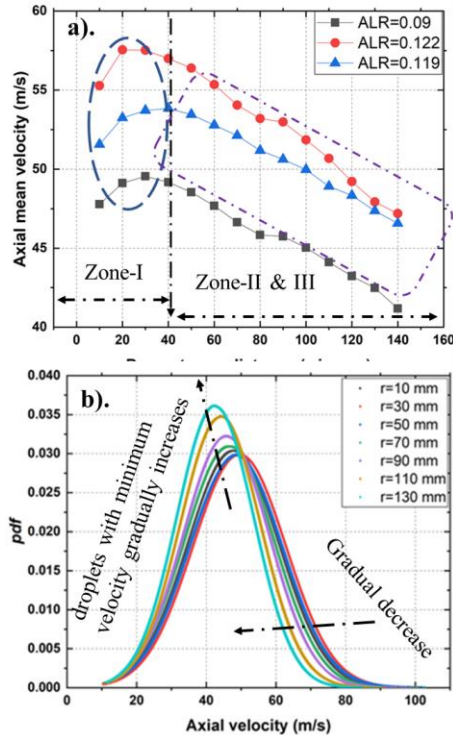 a).
ALR=0.09
ALR=0.122
ALR=0.119
Axial mean velocity (m/s)
60
55
50
45
40
Zone-I
Zone-II & III
0 20 40 60 80 100 120 140 160
b).
r=10 mm
r=30 mm
r=50 mm
r=70 mm
r=90 mm
r=110 mm
r=130 mm
droplets with minimum
velocity gradually increases
Gradual decrease
pdf
0.040
0.035
0.030
0.025
0.020
0.015
0.010
0.005
0.000
0 20 40 60 80 100
Axial velocity (m/s)